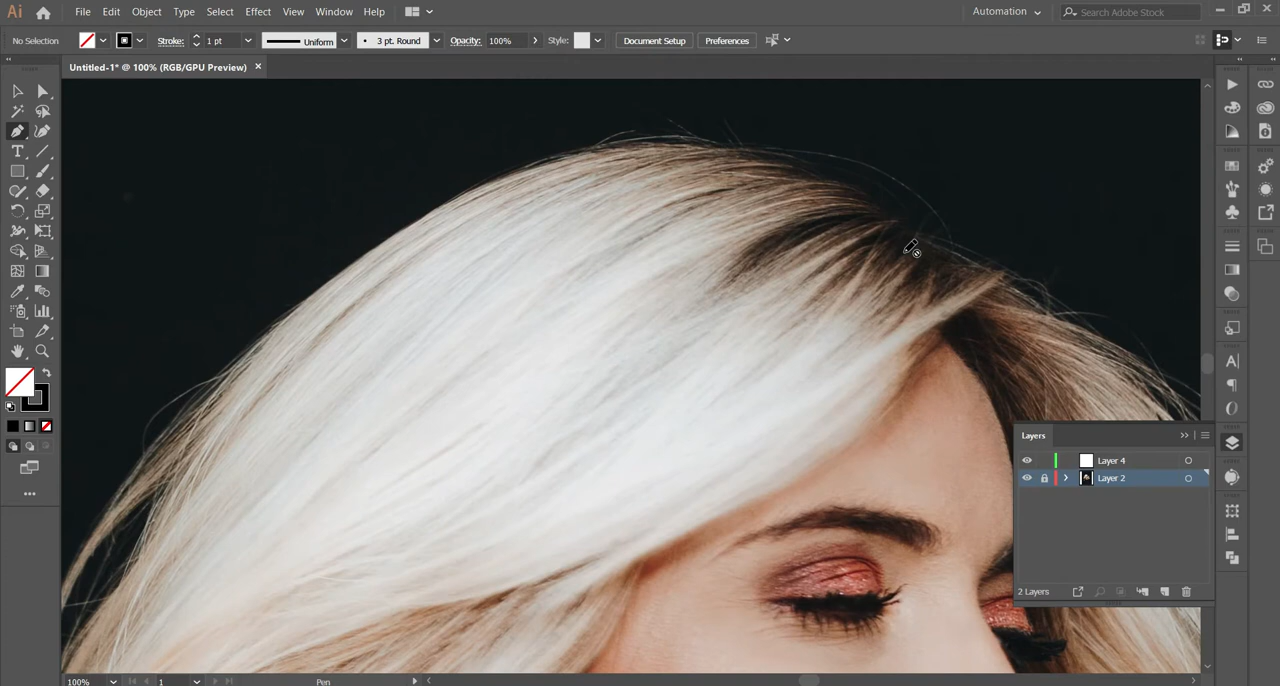 Ai File Edit Object Type Select Effect View Window Help Automation Search Adobe Stock
No Selection Stroke: 1 pt Uniform 3 pt. Round Opacity: 100% Style: Document Setup Preferences
Untitled-1* @ 100% (RGB/GPU Preview)
Layers
Layer 4
Layer 2
2 Layers
100% 1 Pen